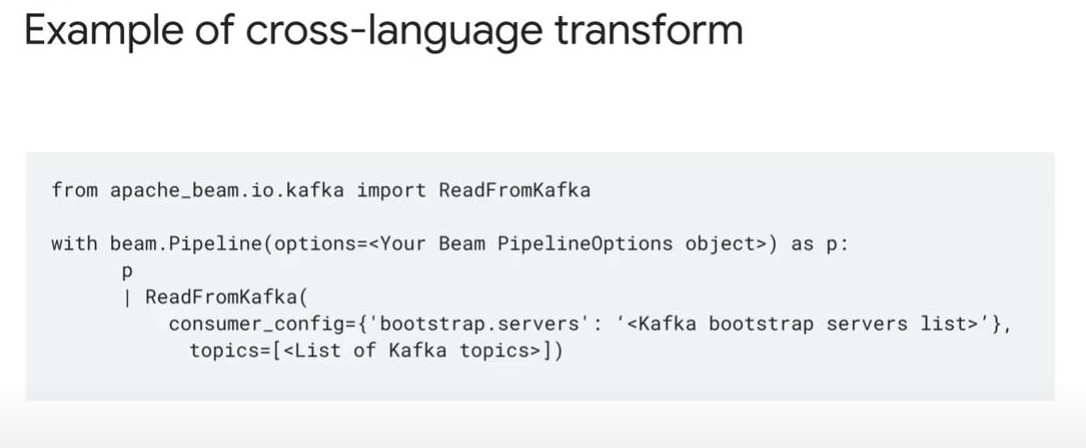 Example of cross-language transform
from apache_beam.io.kafka import ReadFromKafka
with beam.Pipeline(options=<Your Beam PipelineOptions object>) as p:
p
| ReadFromKafka(
consumer_config={'bootstrap.servers': ‘<Kafka bootstrap servers list>'},
topics=[<List of Kafka topics>])